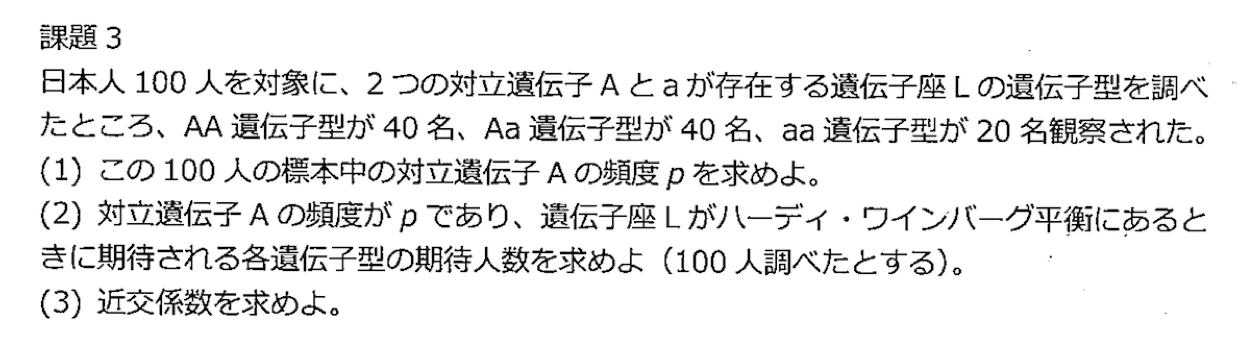 課題 3
日本人 100 人を対象に、2 つの対立遺伝子 A と a が存在する遺伝子座 L の遺伝子型を調べ
たところ、AA 遺伝子型が 40 名、Aa 遺伝子型が 40 名、aa 遺伝子型が 20 名観察された。
(1) この 100 人の標本中の対立遺伝子 A の頻度 p を求めよ。
(2) 対立遺伝子 A の頻度が p であり、遺伝子座 L がハーディ・ワインバーグ平衡にあると
きに期待される各遺伝子型の期待人数を求めよ（100 人調べたとする）。
(3) 近交係数を求めよ。